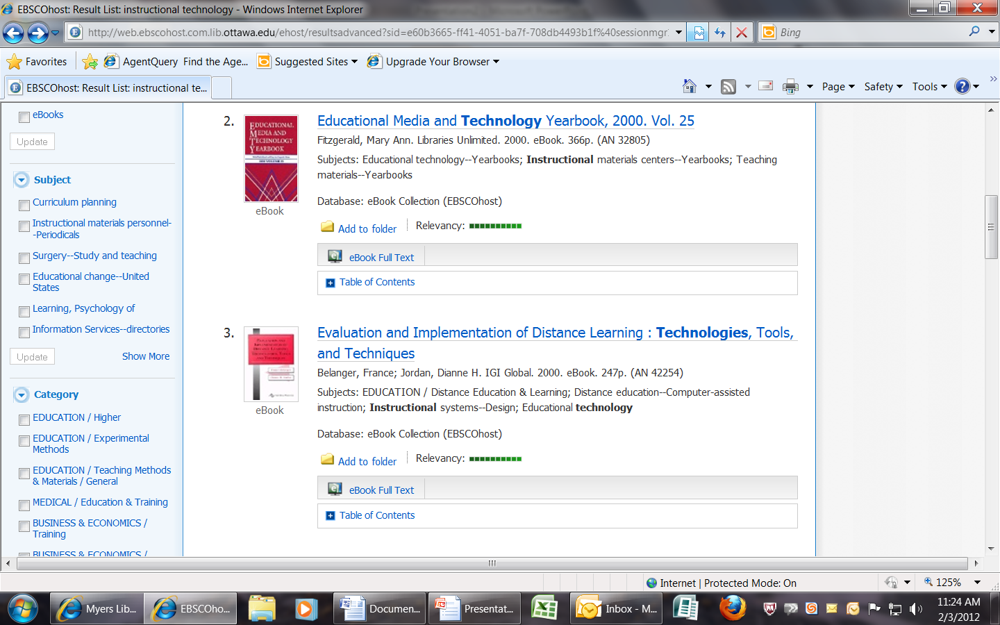 EBSCOhost: Result List: instructional technology - Windows Internet Explorer
http://web.ebscohost.com.lib.ottawa.edu/ehost/resultsadvanced?sid=e60b3665-ff41-4051-ba7f-708db4493b1f%40sessionmgr
Bing
Favorites
AgentQuery Find the Age...
Suggested Sites
Upgrade Your Browser
EBSCOhost: Result List: instructional te...
Page
Safety
Tools
eBooks
Update
Subject
Curriculum planning
Instructional materials personnel-
-Periodicals
Surgery--Study and teaching
Educational change--United
States
Learning, Psychology of
Information Services--directories
Update
Show More
Category
EDUCATION / Higher
EDUCATION / Experimental
Methods
EDUCATION / Teaching Methods
& Materials / General
MEDICAL / Education & Training
BUSINESS & ECONOMICS /
Training
BUSINESS & ECONOMICS /
2.
EDUCATIONAL
MEDIA AND
TECHNOLOGY
YEARBOOK
eBook
Educational Media and Technology Yearbook, 2000. Vol. 25
Fitzgerald, Mary Ann. Libraries Unlimited. 2000. eBook. 366p. (AN 32805)
Subjects: Educational technology--Yearbooks; Instructional materials centers--Yearbooks; Teaching
materials--Yearbooks
Database: eBook Collection (EBSCOhost)
Add to folder
Relevancy:
eBook Full Text
Table of Contents
3.
eBook
Evaluation and Implementation of Distance Learning : Technologies, Tools,
and Techniques
Belanger, France; Jordan, Dianne H. IGI Global. 2000. eBook. 247p. (AN 42254)
Subjects: EDUCATION / Distance Education & Learning; Distance education--Computer-assisted
instruction; Instructional systems--Design; Educational technology
Database: eBook Collection (EBSCOhost)
Add to folder
Relevancy:
eBook Full Text
Table of Contents
Internet | Protected Mode: On
125%
Myers Lib...
EBSCOho...
Documen...
Presentat...
Inbox - M...
11:24 AM
2/3/2012